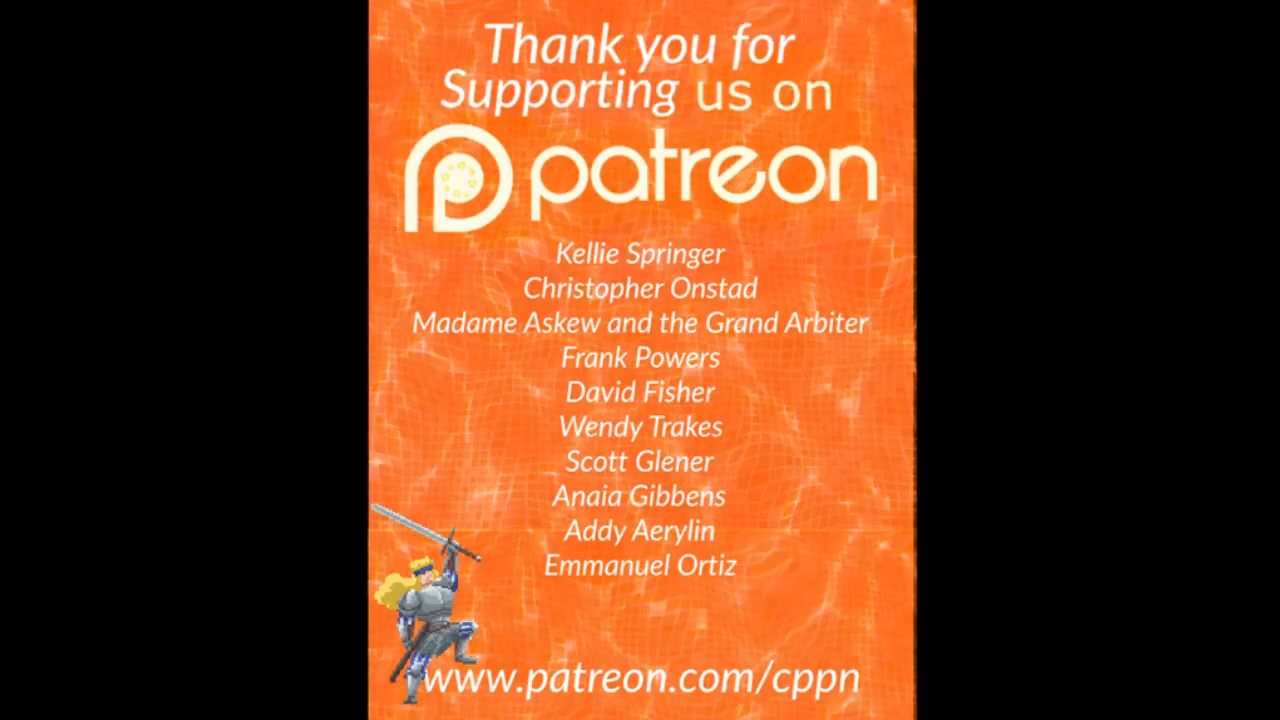 Thank you for
Supporting us on
patreon
Kellie Springer
Christopher Onstad
Madame Askew and the Grand Arbiter
Frank Powers
David Fisher
Wendy Trakes
Scott Glener
Anaia Gibbens
Addy Aerylin
Emmanuel Ortiz
www.patreon.com/cppn